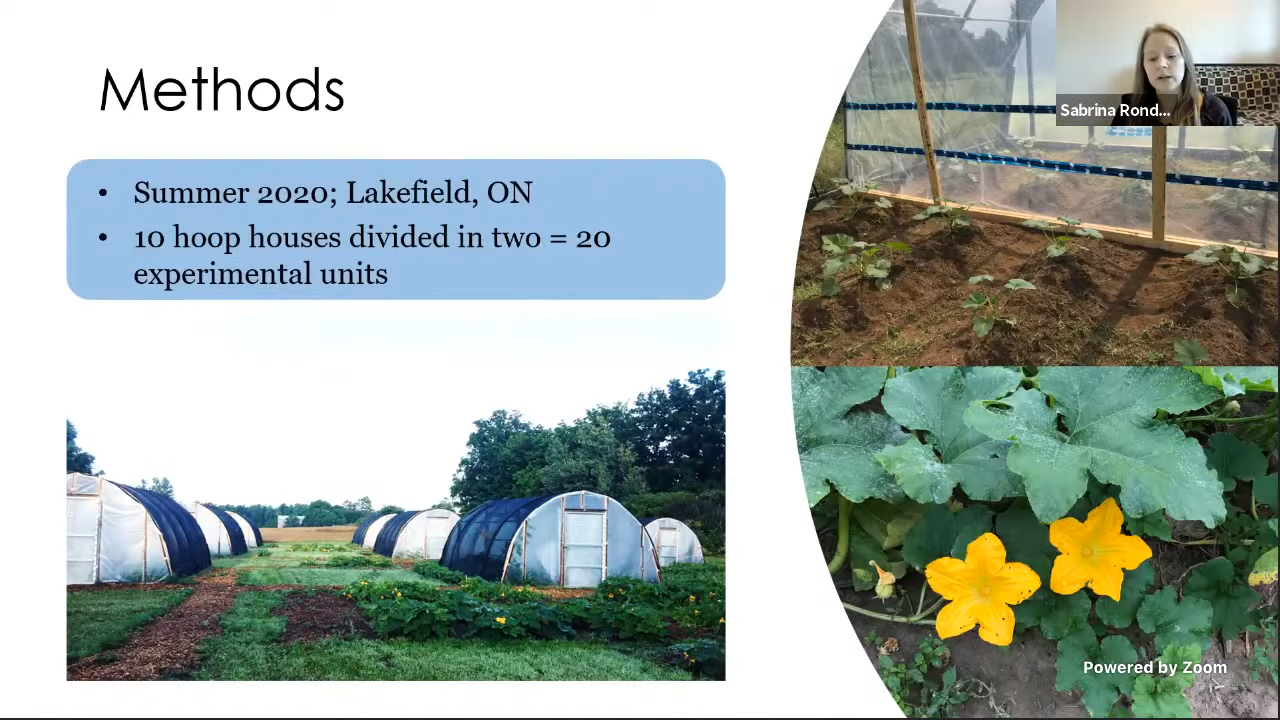 Methods
• Summer 2020; Lakefield, ON
• 10 hoop houses divided in two = 20
experimental units
Sabrina Rond...
Powered by Zoom